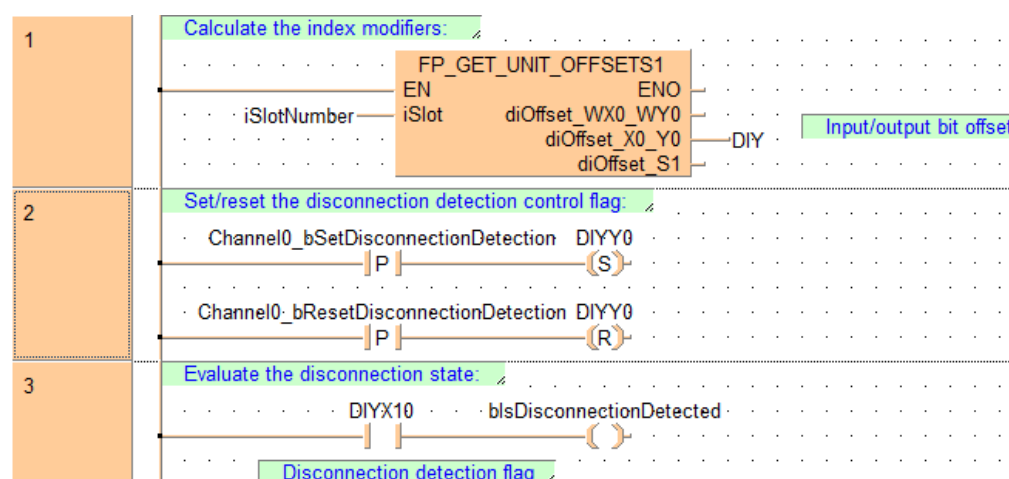 1
Calculate the index modifiers:
FP_GET_UNIT_OFFSETS1
EN ENO
iSlotNumber iSlot diOffset_WX0_WY0
diOffset_X0_Y0 DIY
diOffset_S1
Input/output bit offset
2
Set/reset the disconnection detection control flag:
Channel0_bSetDisconnectionDetection DIYY0
P S
Channel0_bResetDisconnectionDetection DIYY0
P R
3
Evaluate the disconnection state:
DIYX10 bIsDisconnectionDetected
Disconnection detection flag